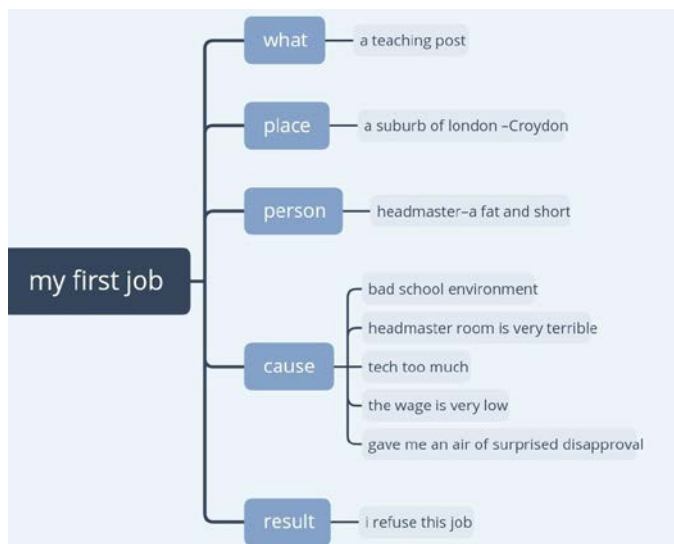 my first job
what
a teaching post
place
a suburb of london –Croydon
person
headmaster–a fat and short
cause
bad school environment
headmaster room is very terrible
tech too much
the wage is very low
gave me an air of surprised disapproval
result
i refuse this job